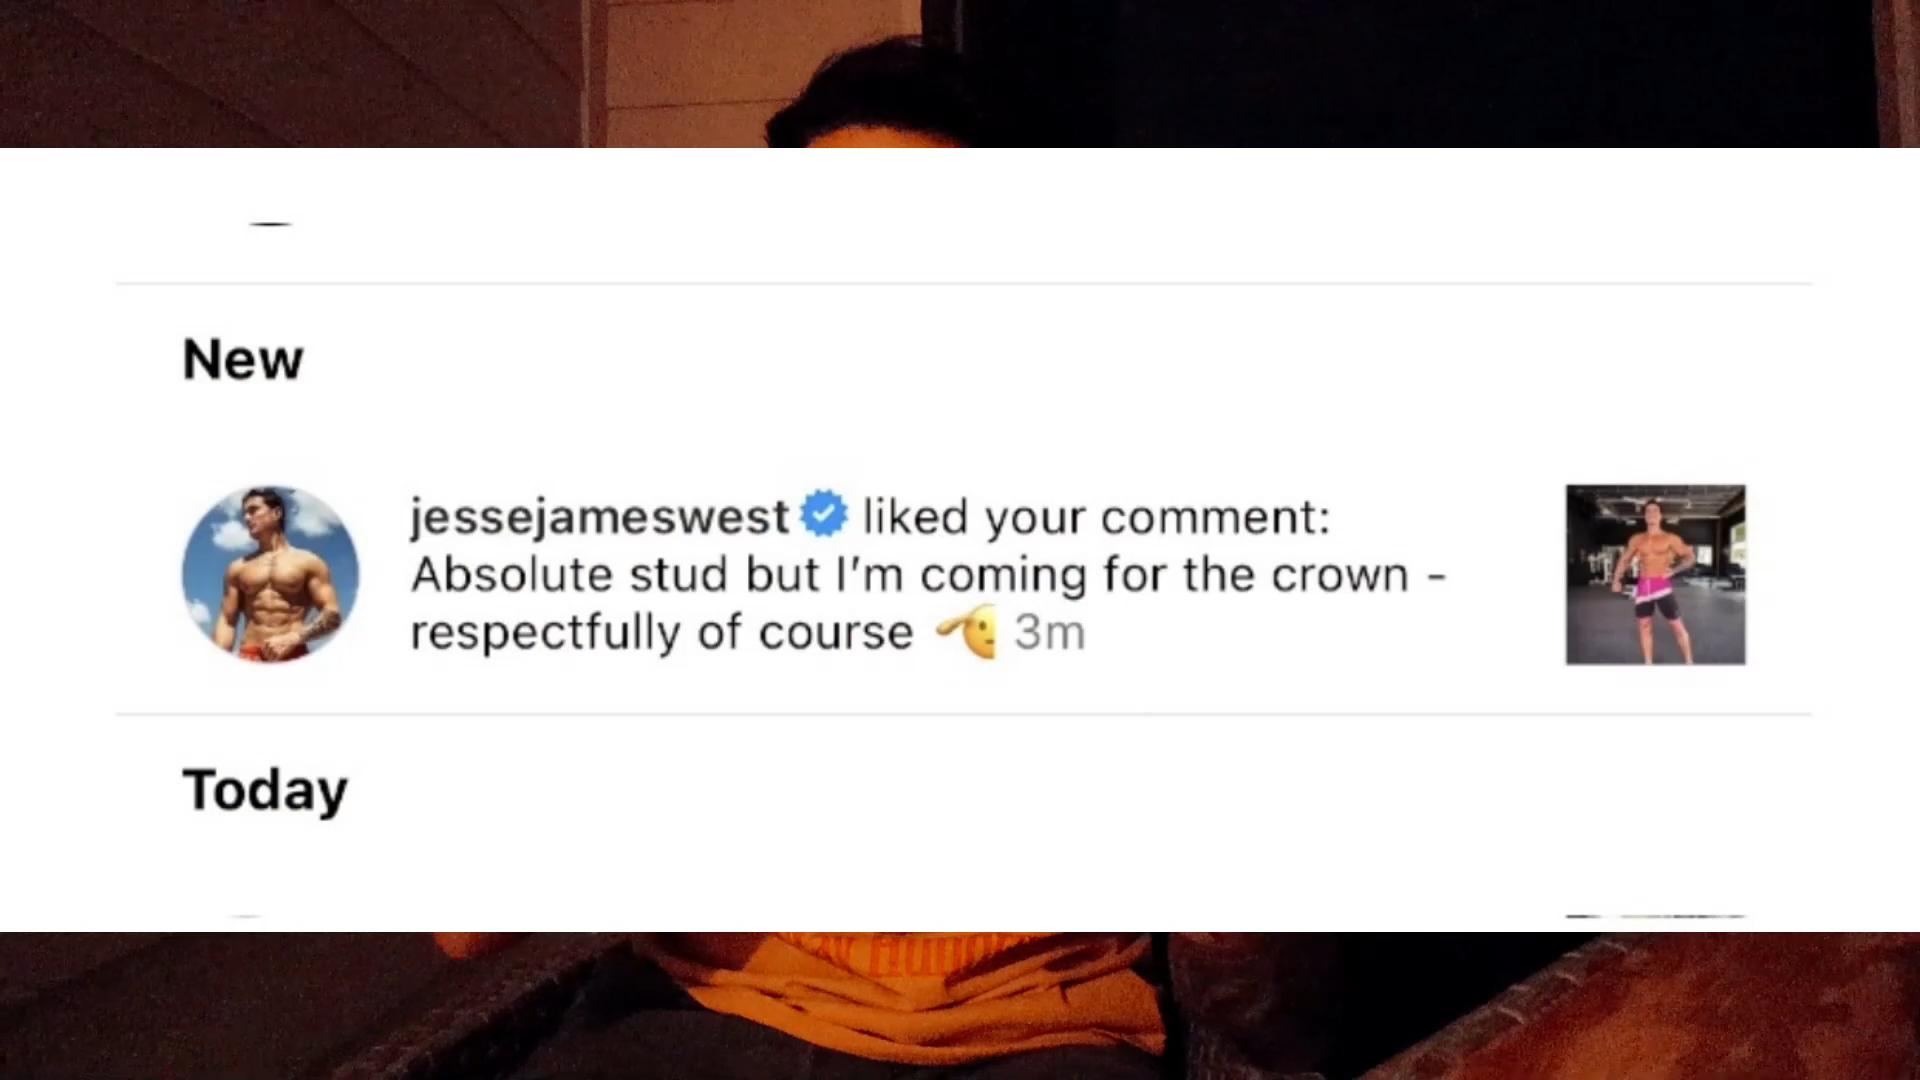 New
jessejameswest liked your comment:
Absolute stud but I'm coming for the crown -
respectfully of course 🫡 3m
Today